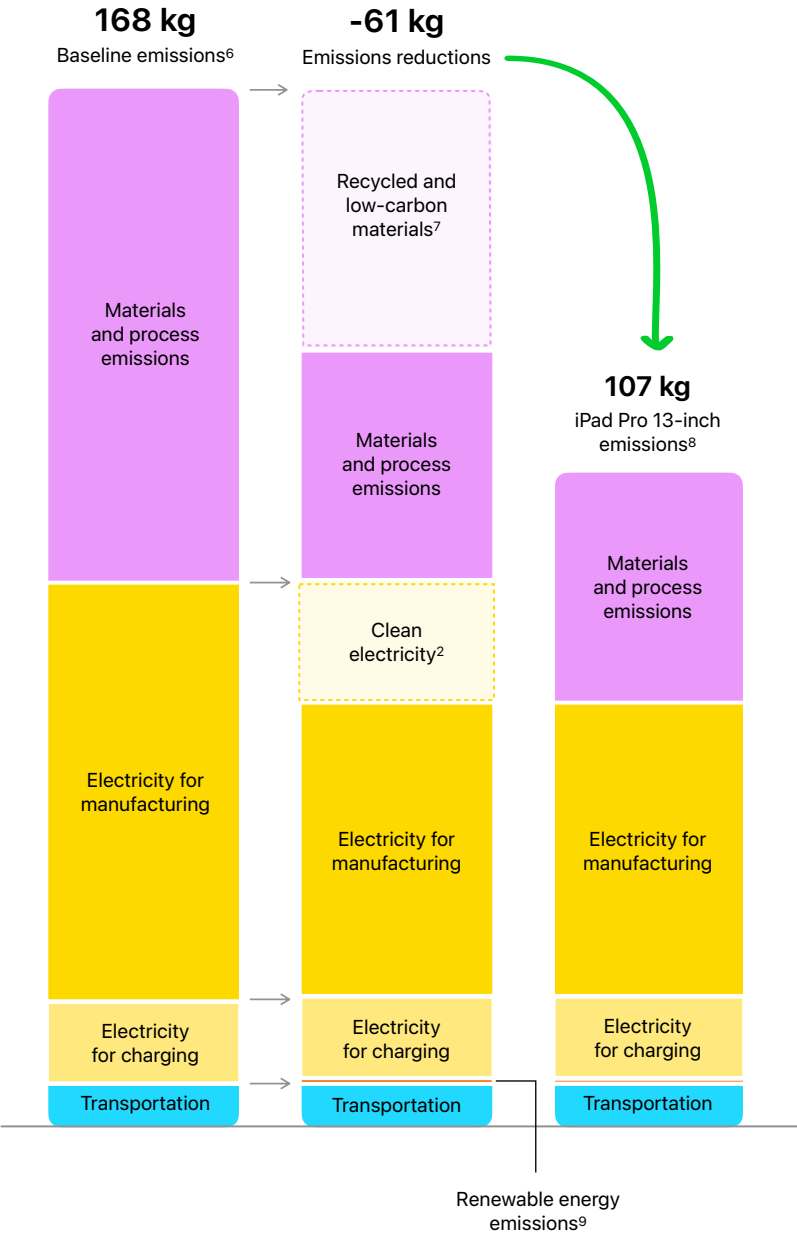 168 kg
Baseline emissions⁶
Materials
and process
emissions
Electricity for
manufacturing
Electricity
for charging
Transportation
-61 kg
Emissions reductions
Recycled and
low-carbon
materials⁷
Materials
and process
emissions
Clean
electricity²
Electricity for
manufacturing
Electricity
for charging
Transportation
Renewable energy
emissions⁹
107 kg
iPad Pro 13-inch
emissions⁸
Materials
and process
emissions
Electricity for
manufacturing
Electricity
for charging
Transportation